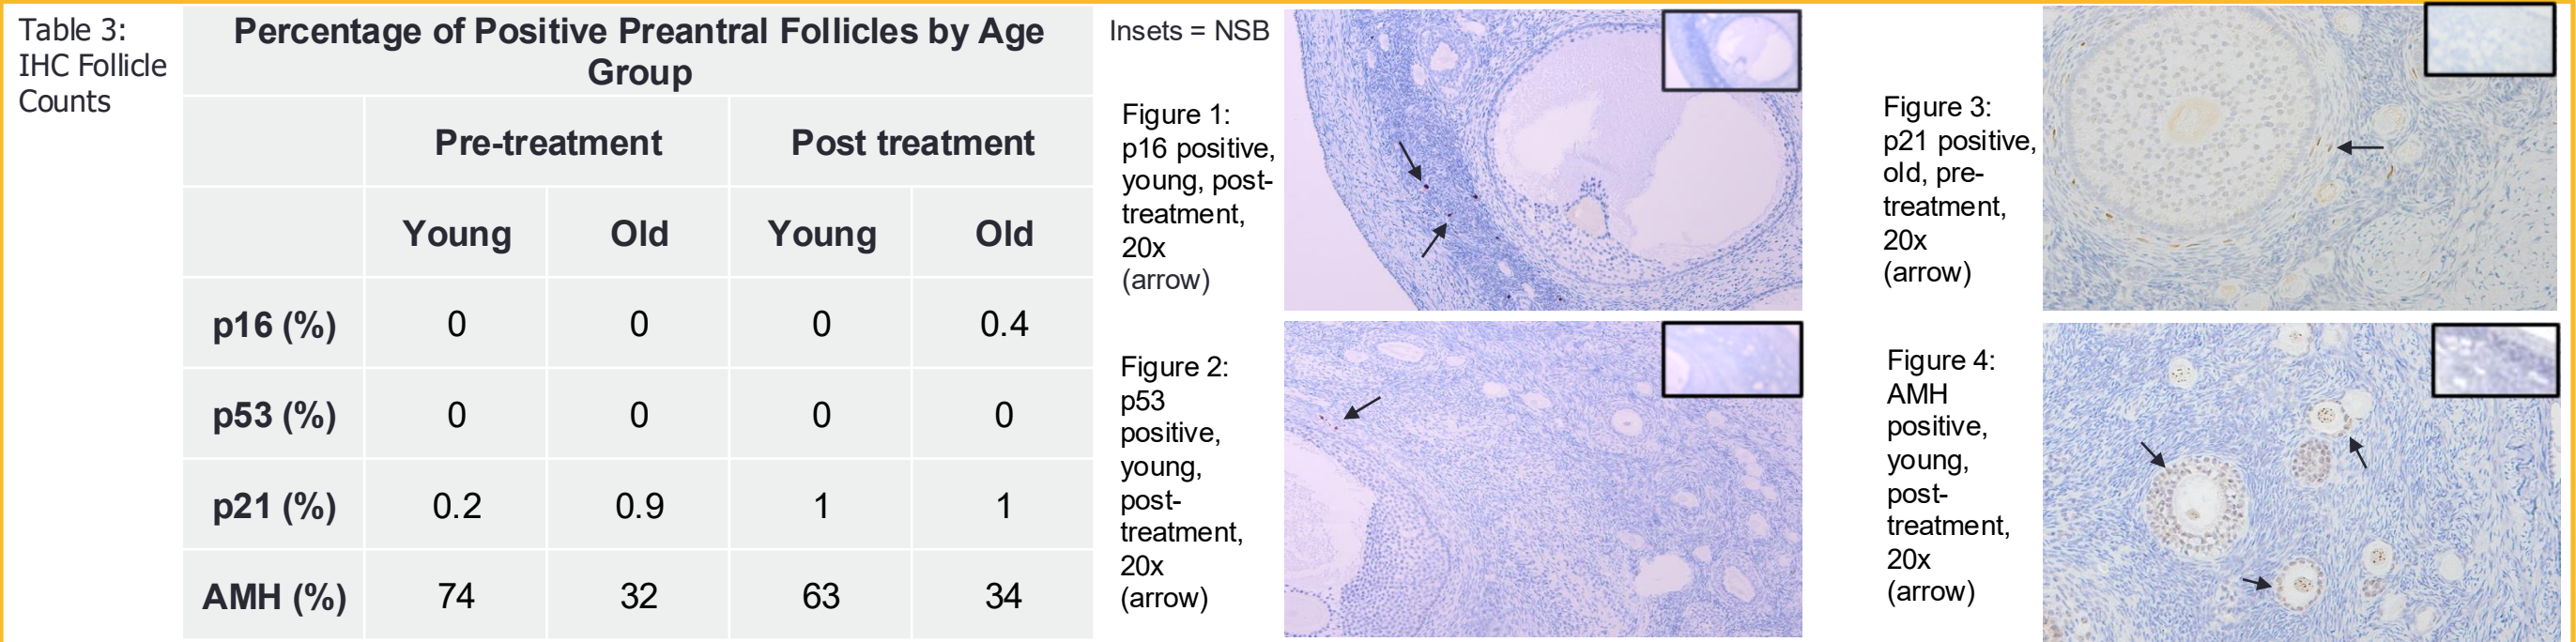 Table 3:
IHC Follicle
Counts
Percentage of Positive Preantral Follicles by Age
Group
Pre-treatment Post treatment
Young Old Young Old
p16 (%) 0 0 0 0.4
p53 (%) 0 0 0 0
p21 (%) 0.2 0.9 1 1
AMH (%) 74 32 63 34
Insets = NSB
Figure 1:
p16 positive,
young, post-
treatment,
20x
(arrow)
Figure 2:
p53
positive,
young,
post-
treatment,
20x
(arrow)
Figure 3:
p21 positive,
old, pre-
treatment,
20x
(arrow)
Figure 4:
AMH
positive,
young,
post-
treatment,
20x
(arrow)